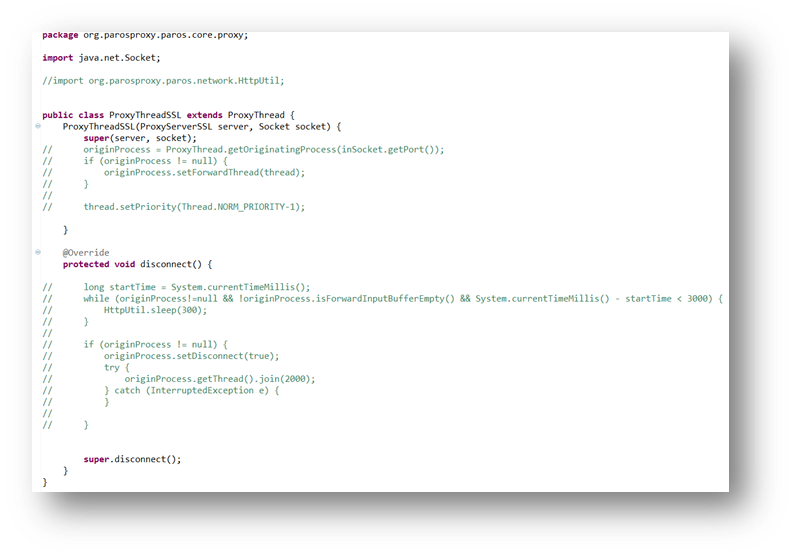 package org.parosproxy.paros.core.proxy;
import java.net.Socket;
//import org.parosproxy.paros.network.HttpUtil;
public class ProxyThreadSSL extends ProxyThread {
    ProxyThreadSSL(ProxyServerSSL server, Socket socket) {
        super(server, socket);
//      originProcess = ProxyThread.getOriginatingProcess(inSocket.getPort());
//      if (originProcess != null) {
//          originProcess.setForwardThread(thread);
//      }
//
//      thread.setPriority(Thread.NORM_PRIORITY-1);
    }
    @Override
    protected void disconnect() {
//      long startTime = System.currentTimeMillis();
//      while (originProcess!=null && !originProcess.isForwardInputBufferEmpty() && System.currentTimeMillis() - startTime < 3000) {
//          HttpUtil.sleep(300);
//      }
//
//      if (originProcess != null) {
//          originProcess.setDisconnect(true);
//          try {
//              originProcess.getThread().join(2000);
//          } catch (InterruptedException e) {
//          }
//
//      }
        super.disconnect();
    }
}